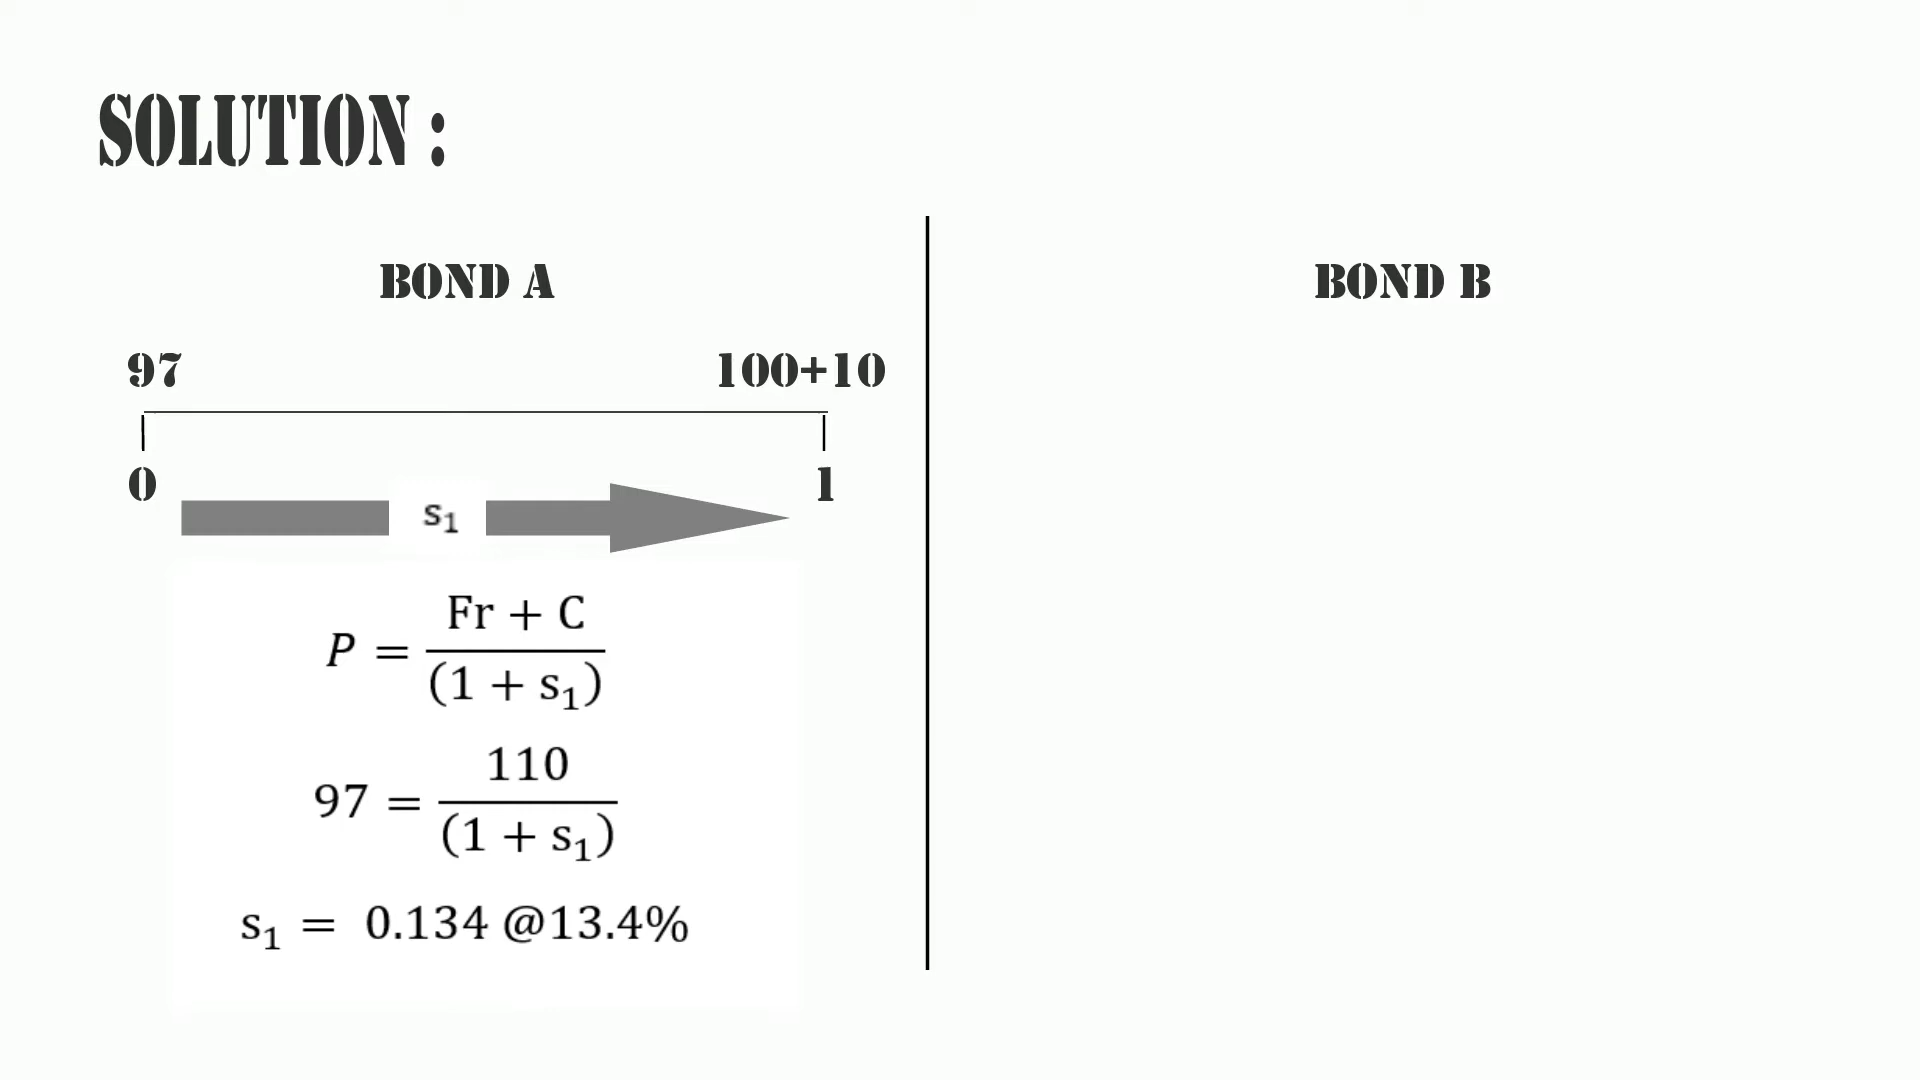 SOLUTION :
BOND A
97 100+10
0 1
s₁
P = Fr + C / (1 + s₁)
97 = 110 / (1 + s₁)
s₁ = 0.134 @13.4%
BOND B